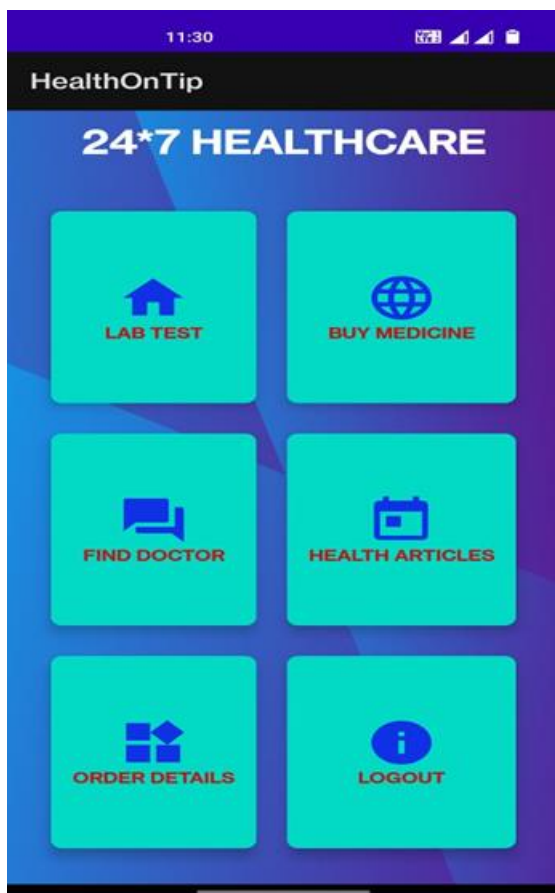 11:30
HealthOnTip
24*7 HEALTHCARE
LAB TEST
BUY MEDICINE
FIND DOCTOR
HEALTH ARTICLES
ORDER DETAILS
LOGOUT